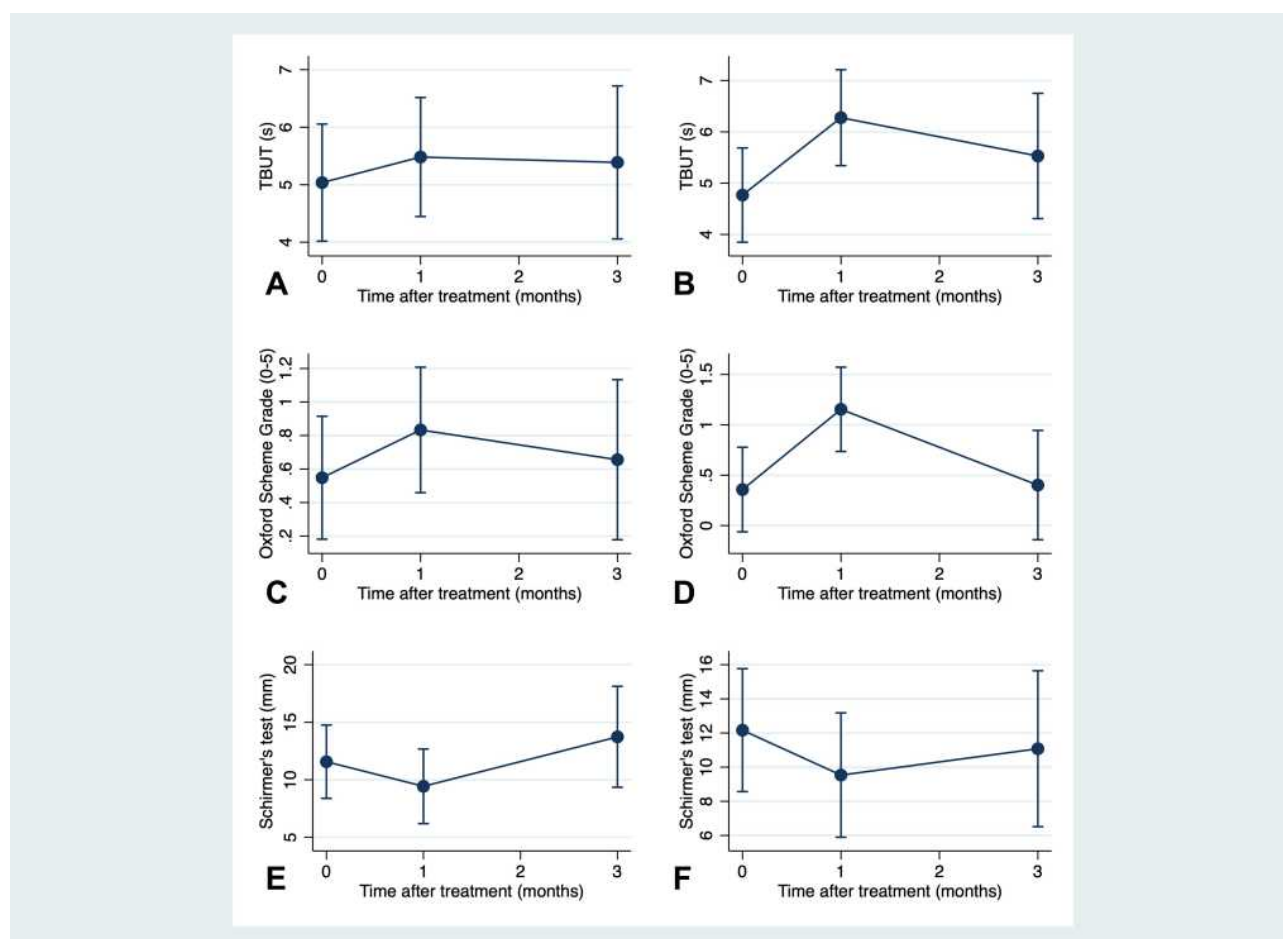 TBUT (s)
7
6
5
4
0 1 2 3
A
Time after treatment (months)
TBUT (s)
7
6
5
4
0 1 2 3
B
Time after treatment (months)
Oxford Scheme Grade (0-5)
1.2
1
.8
.6
.4
.2
0 1 2 3
C
Time after treatment (months)
Oxford Scheme Grade (0-5)
1.5
1
.5
0
0 1 2 3
D
Time after treatment (months)
Schirmer's test (mm)
20
15
10
5
0 1 2 3
E
Time after treatment (months)
Schirmer's test (mm)
16
14
12
10
8
6
0 1 2 3
F
Time after treatment (months)